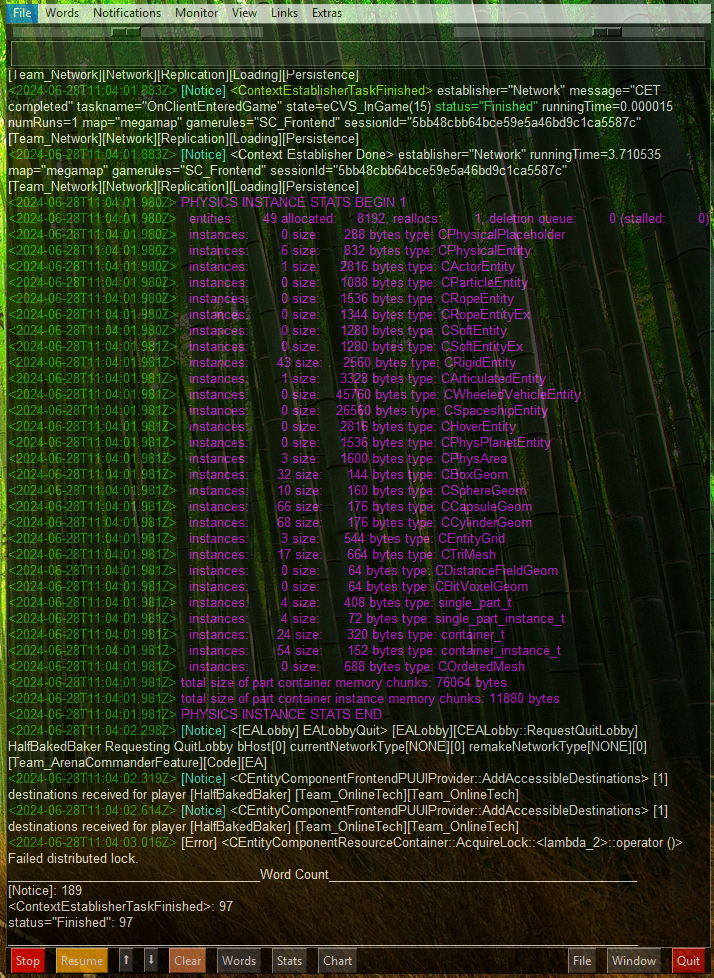 File Words Notifications Monitor View Links Extras
[Team_Network][Network][Replication][Loading][Persistence]
<2024-06-28T11:04:01.883Z> [Notice] <ContextEstablisherTaskFinished> establisher="Network" message="CET
completed" taskname="OnClientEnteredGame" state=eCVS_InGame(15) status="Finished" runningTime=0.000015
numRuns=1 map="megamap" gamerules="SC_Frontend" sessionId="5bb48cbb64bce59e5a46bd9c1ca5587c"
[Team_Network][Network][Replication][Loading][Persistence]
<2024-06-28T11:04:01.883Z> [Notice] <Context Establisher Done> establisher="Network" runningTime=3.710535
map="megamap" gamerules="SC_Frontend" sessionId="5bb48cbb64bce59e5a46bd9c1ca5587c"
[Team_Network][Network][Replication][Loading][Persistence]
<2024-06-28T11:04:01.980Z> PHYSICS INSTANCE STATS BEGIN 1
<2024-06-28T11:04:01.980Z> entities: 49 allocated: 8192, reallocs: 1, deletion queue: 0 (stalled: 0)
<2024-06-28T11:04:01.980Z> instances: 0 size: 288 bytes type: CPhysicalPlaceholder
<2024-06-28T11:04:01.980Z> instances: 6 size: 832 bytes type: CPhysicalEntity
<2024-06-28T11:04:01.980Z> instances: 1 size: 2816 bytes type: CActorEntity
<2024-06-28T11:04:01.980Z> instances: 0 size: 1088 bytes type: CParticleEntity
<2024-06-28T11:04:01.980Z> instances: 0 size: 1536 bytes type: CRopeEntity
<2024-06-28T11:04:01.980Z> instances: 0 size: 1344 bytes type: CRopeEntityEx
<2024-06-28T11:04:01.980Z> instances: 0 size: 1280 bytes type: CSoftEntity
<2024-06-28T11:04:01.981Z> instances: 0 size: 1280 bytes type: CSoftEntityEx
<2024-06-28T11:04:01.981Z> instances: 43 size: 2560 bytes type: CRigidEntity
<2024-06-28T11:04:01.981Z> instances: 1 size: 3328 bytes type: CArticulatedEntity
<2024-06-28T11:04:01.981Z> instances: 0 size: 45760 bytes type: CWheeledVehicleEntity
<2024-06-28T11:04:01.981Z> instances: 0 size: 26560 bytes type: CSpaceshipEntity
<2024-06-28T11:04:01.981Z> instances: 0 size: 2816 bytes type: CHoverEntity
<2024-06-28T11:04:01.981Z> instances: 0 size: 1536 bytes type: CPhysPlanetEntity
<2024-06-28T11:04:01.981Z> instances: 3 size: 1600 bytes type: CPhysArea
<2024-06-28T11:04:01.981Z> instances: 32 size: 144 bytes type: CBoxGeom
<2024-06-28T11:04:01.981Z> instances: 10 size: 160 bytes type: CSphereGeom
<2024-06-28T11:04:01.981Z> instances: 66 size: 176 bytes type: CCapsuleGeom
<2024-06-28T11:04:01.981Z> instances: 68 size: 176 bytes type: CCylinderGeom
<2024-06-28T11:04:01.981Z> instances: 3 size: 544 bytes type: CEntityGrid
<2024-06-28T11:04:01.981Z> instances: 17 size: 664 bytes type: CTriMesh
<2024-06-28T11:04:01.981Z> instances: 0 size: 64 bytes type: CDistanceFieldGeom
<2024-06-28T11:04:01.981Z> instances: 0 size: 64 bytes type: CBitVoxelGeom
<2024-06-28T11:04:01.981Z> instances: 4 size: 408 bytes type: single_part_t
<2024-06-28T11:04:01.981Z> instances: 4 size: 72 bytes type: single_part_instance_t
<2024-06-28T11:04:01.981Z> instances: 24 size: 320 bytes type: container_t
<2024-06-28T11:04:01.981Z> instances: 54 size: 152 bytes type: container_instance_t
<2024-06-28T11:04:01.981Z> instances: 0 size: 688 bytes type: COrderedMesh
<2024-06-28T11:04:01.981Z> total size of part container memory chunks: 76064 bytes
<2024-06-28T11:04:01.981Z> total size of part container instance memory chunks: 11880 bytes
<2024-06-28T11:04:01.981Z> PHYSICS INSTANCE STATS END
<2024-06-28T11:04:02.298Z> [Notice] <[EALobby] EALobbyQuit> [EALobby][CEALobby::RequestQuitLobby]
HalfBakedBaker Requesting QuitLobby bHost[0] currentNetworkType[NONE][0] remakeNetworkType[NONE][0]
[Team_ArenaCommanderFeature][Code][EA]
<2024-06-28T11:04:02.319Z> [Notice] <CEntityComponentFrontendPUUIProvider::AddAccessibleDestinations> [1]
destinations received for player [HalfBakedBaker] [Team_OnlineTech][Team_OnlineTech]
<2024-06-28T11:04:02.614Z> [Notice] <CEntityComponentFrontendPUUIProvider::AddAccessibleDestinations> [1]
destinations received for player [HalfBakedBaker] [Team_OnlineTech][Team_OnlineTech]
<2024-06-28T11:04:03.016Z> [Error] <CEntityComponentResourceContainer::AcquireLock::<lambda_2>::operator ()>
Failed distributed lock.
Word Count
[Notice]: 189
<ContextEstablisherTaskFinished>: 97
status="Finished": 97
Stop Resume ↑ ↓ Clear Words Stats Chart File Window Quit